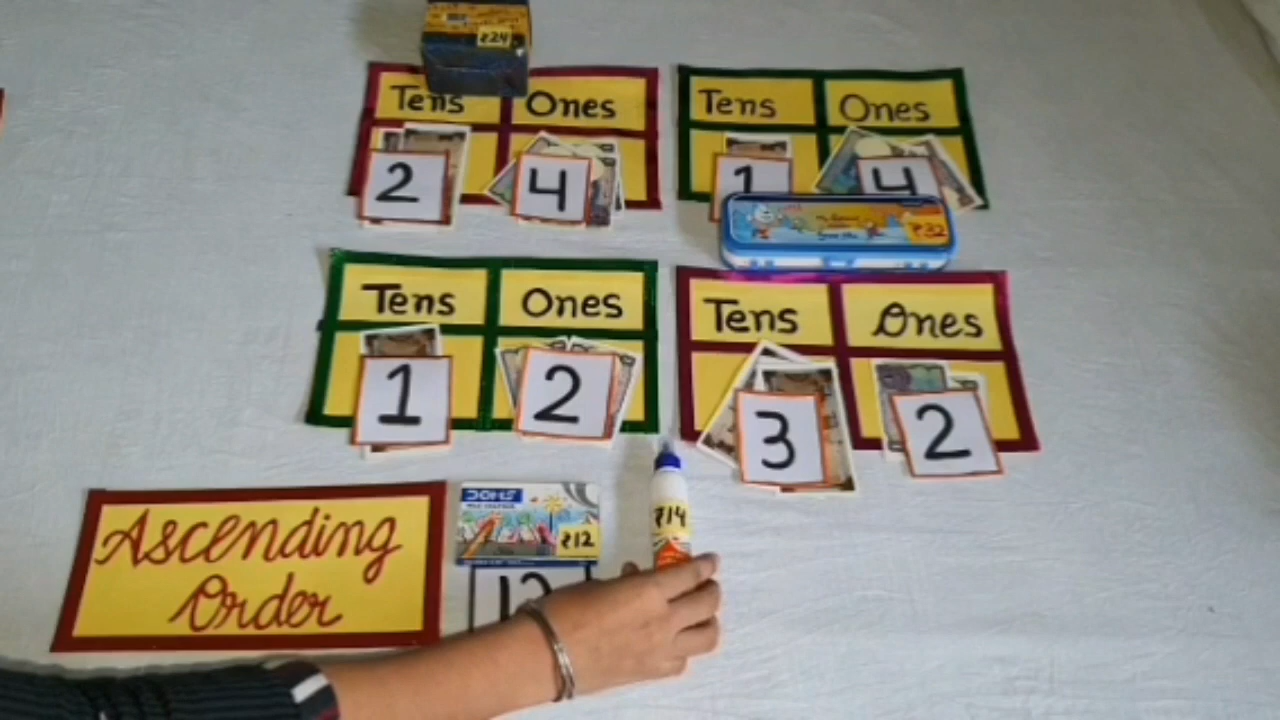 ₹24
Tens Ones
2 4
Tens Ones
1 4
₹32
Tens Ones
1 2
Tens Ones
3 2
Ascending
Order
DOMS
₹12
12
₹14